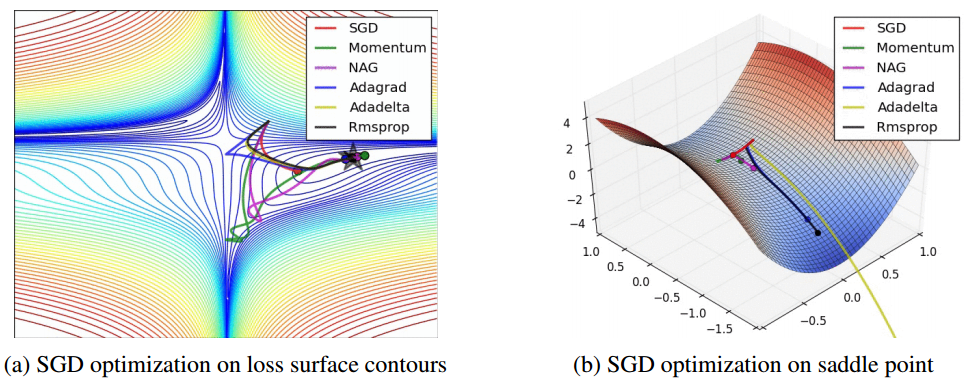 SGD
Momentum
NAG
Adagrad
Adadelta
Rmsprop
SGD
Momentum
NAG
Adagrad
Adadelta
Rmsprop
4
2
0
−2
−4
1.0
0.5
0.0
−0.5
−1.0
−1.5
−0.5
0.0
0.5
1.0
(a) SGD optimization on loss surface contours
(b) SGD optimization on saddle point